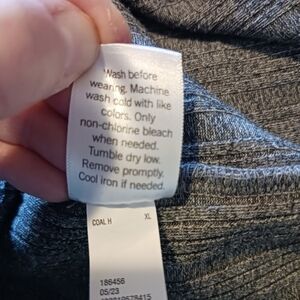 Wash before
wearing. Machine
wash cold with like
colors. Only
non-chlorine bleach
when needed.
Tumble dry low.
Remove promptly.
Cool iron if needed.
COAL H XL
186456
05/23